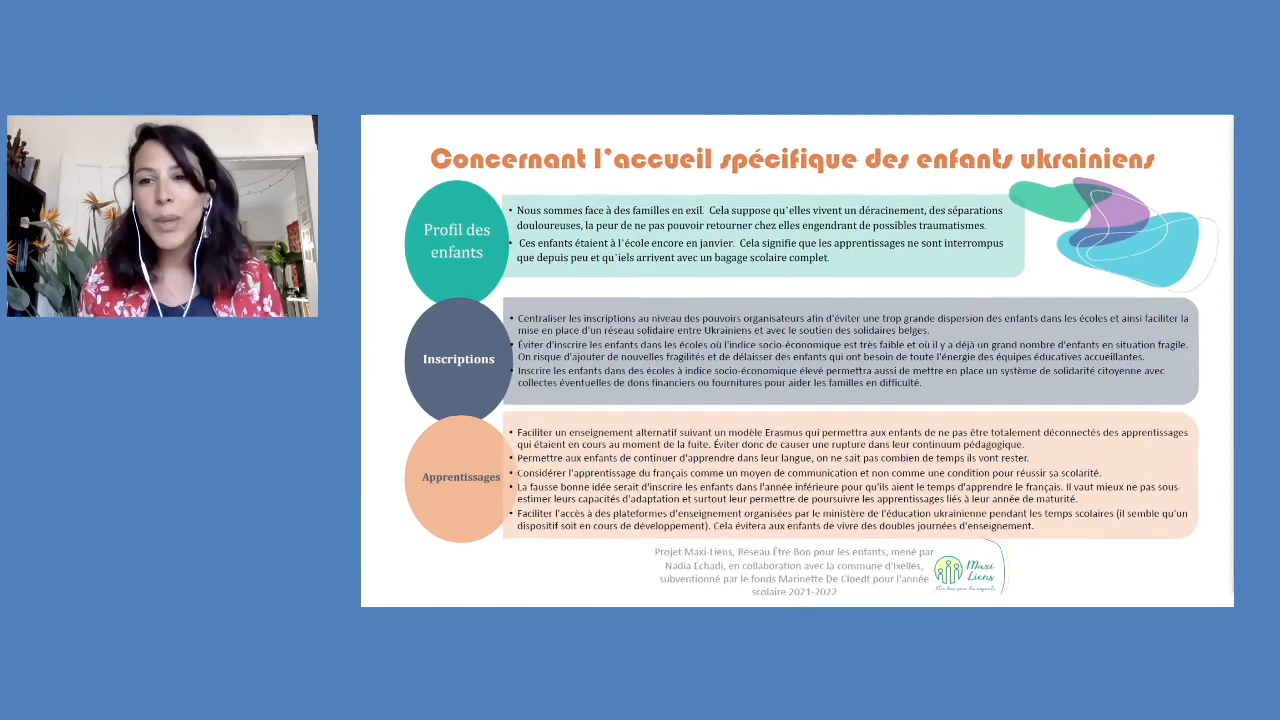 Concernant l'accueil spécifique des enfants ukrainiens
Profil des
enfants
• Nous sommes face à des familles en exil. Cela suppose qu'elles vivent un déracinement, des séparations
douloureuses, la peur de ne pas pouvoir retourner chez elles engendrant de possibles traumatismes.
• Ces enfants étaient à l'école encore en janvier. Cela signifie que les apprentissages ne sont interrompus
que depuis peu et qu'iels arrivent avec un bagage scolaire complet.
Inscriptions
• Centraliser les inscriptions au niveau des pouvoirs organisateurs afin d'éviter une trop grande dispersion des enfants dans les écoles et ainsi faciliter la
mise en place d'un réseau solidaire entre Ukrainiens et avec le soutien des solidaires belges.
• Éviter d'inscrire les enfants dans les écoles où l'indice socio-économique est très faible et où il y a déjà un grand nombre d'enfants en situation fragile.
On risque d'ajouter de nouvelles fragilités et de délaisser des enfants qui ont besoin de toute l'énergie des équipes éducatives accueillantes.
• Inscrire les enfants dans des écoles à indice socio-économique élevé permettra aussi de mettre en place un système de solidarité citoyenne avec
collectes éventuelles de dons financiers ou fournitures pour aider les familles en difficulté.
Apprentissages
• Faciliter un enseignement alternatif suivant un modèle Erasmus qui permettra aux enfants de ne pas être totalement déconnectés des apprentissages
qui étaient en cours au moment de la fuite. Éviter donc de causer une rupture dans leur continuum pédagogique.
• Permettre aux enfants de continuer d'apprendre dans leur langue, on ne sait pas combien de temps ils vont rester.
• Considérer l'apprentissage du français comme un moyen de communication et non comme une condition pour réussir sa scolarité.
• La fausse bonne idée serait d'inscrire les enfants dans l'année inférieure pour qu'ils aient le temps d'apprendre le français. Il vaut mieux ne pas sous-
estimer leurs capacités d'adaptation et surtout leur permettre de poursuivre les apprentissages liés à leur année de maturité.
• Faciliter l'accès à des plateformes d'enseignement organisées par le ministère de l'éducation ukrainienne pendant les temps scolaires (il semble qu'un
dispositif soit en cours de développement). Cela évitera aux enfants de vivre des doubles journées d'enseignement.
Projet Maxi-Liens, Réseau Être Bon pour les enfants, mené par
Nadia Echadi, en collaboration avec la commune d'Ixelles,
subventionné par le fonds Marinette De Cloedt pour l'année
scolaire 2021-2022
Maxi
Liens
Être bon pour les enfants